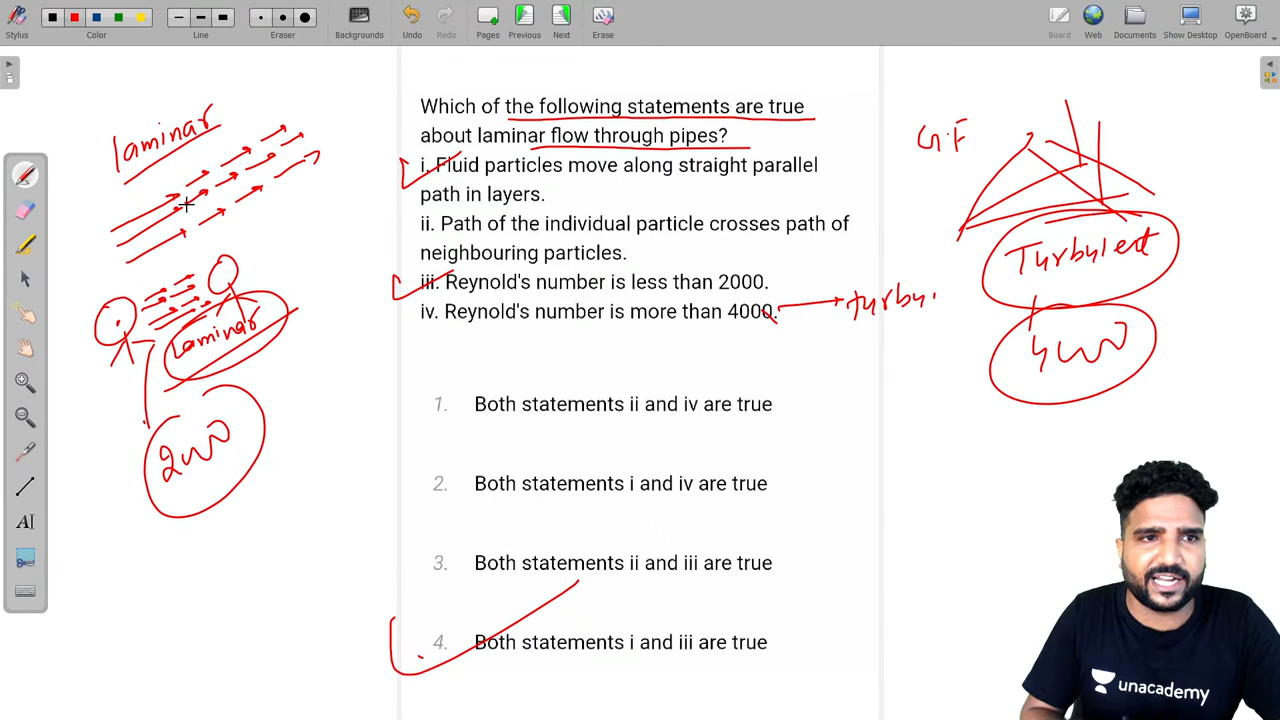 Stylus
Color
Line
Eraser
Backgrounds
Undo
Redo
Pages
Previous
Next
Erase
Board
Web
Documents
Show Desktop
OpenBoard
laminar
laminar
2000
Which of the following statements are true
about laminar flow through pipes?
i. Fluid particles move along straight parallel
path in layers.
ii. Path of the individual particle crosses path of
neighbouring particles.
iii. Reynold's number is less than 2000.
iv. Reynold's number is more than 4000.
1. Both statements ii and iv are true
2. Both statements i and iv are true
3. Both statements ii and iii are true
4. Both statements i and iii are true
turbu.
G.F
Turbulent
4000
unacademy